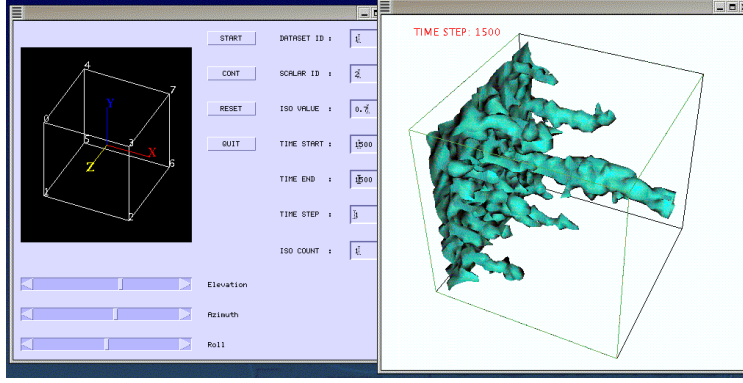 START DATASET ID : 1
CONT SCALAR ID : 2
RESET ISO VALUE : 0.7
QUIT TIME START : 1500
TIME END : 1500
TIME STEP : 1
ISO COUNT : 1
4
7
Y
0
5
3
X
Z
6
1
2
Elevation
Azimuth
Roll
TIME STEP: 1500